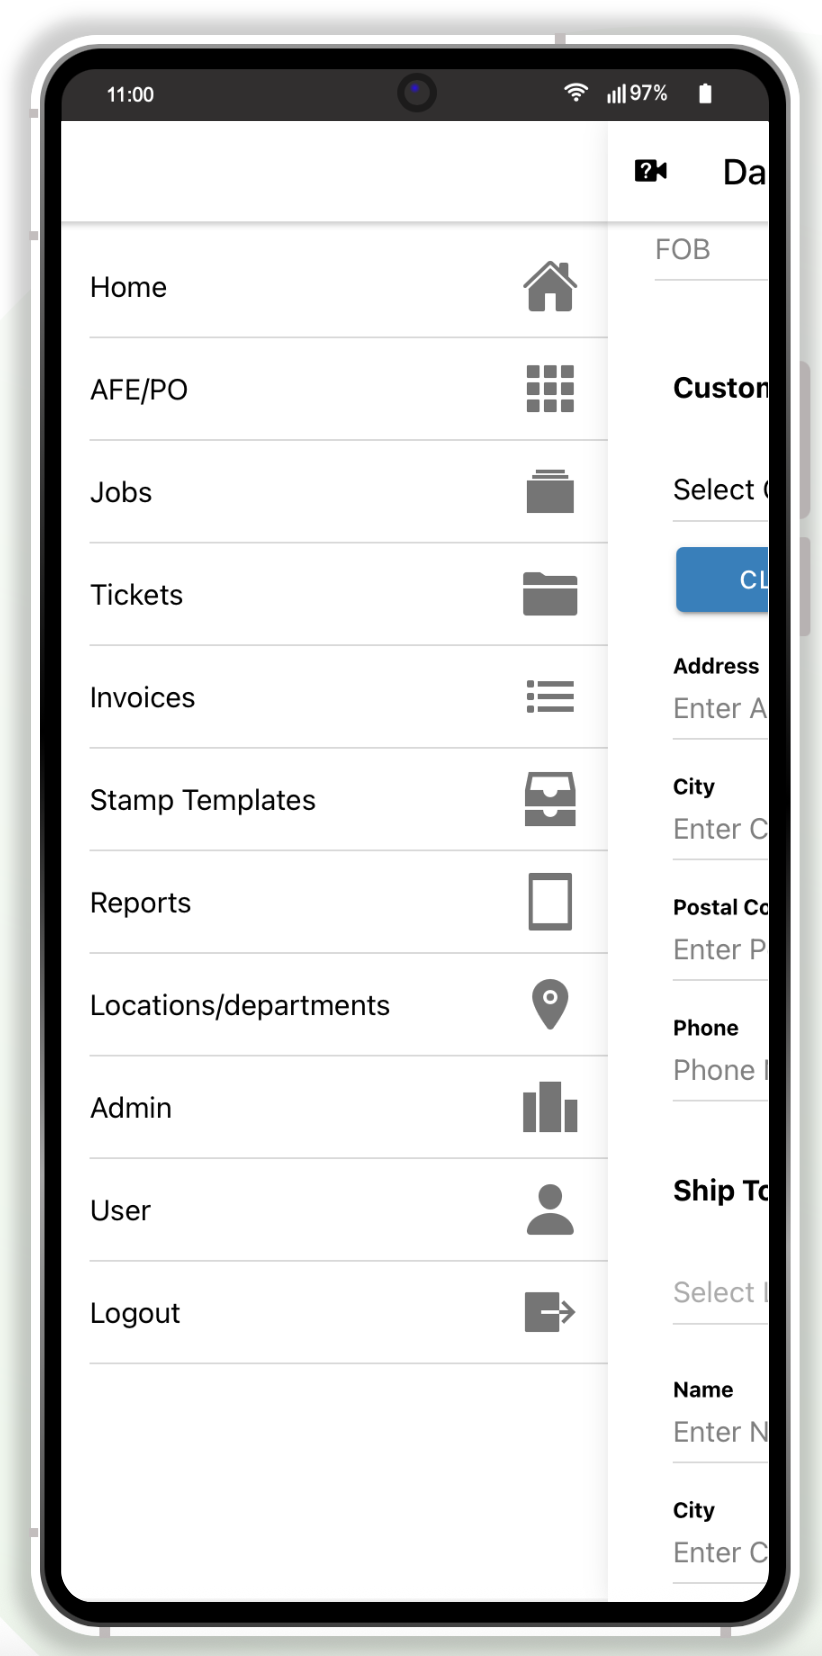 11:00 97%
Da
FOB
Home
AFE/PO
Custom
Jobs
Select
CL
Tickets
Address
Invoices
Enter A
City
Stamp Templates
Enter C
Reports
Postal Co
Enter P
Locations/departments
Phone
Phone
Admin
Ship To
User
Select
Logout
Name
Enter N
City
Enter C